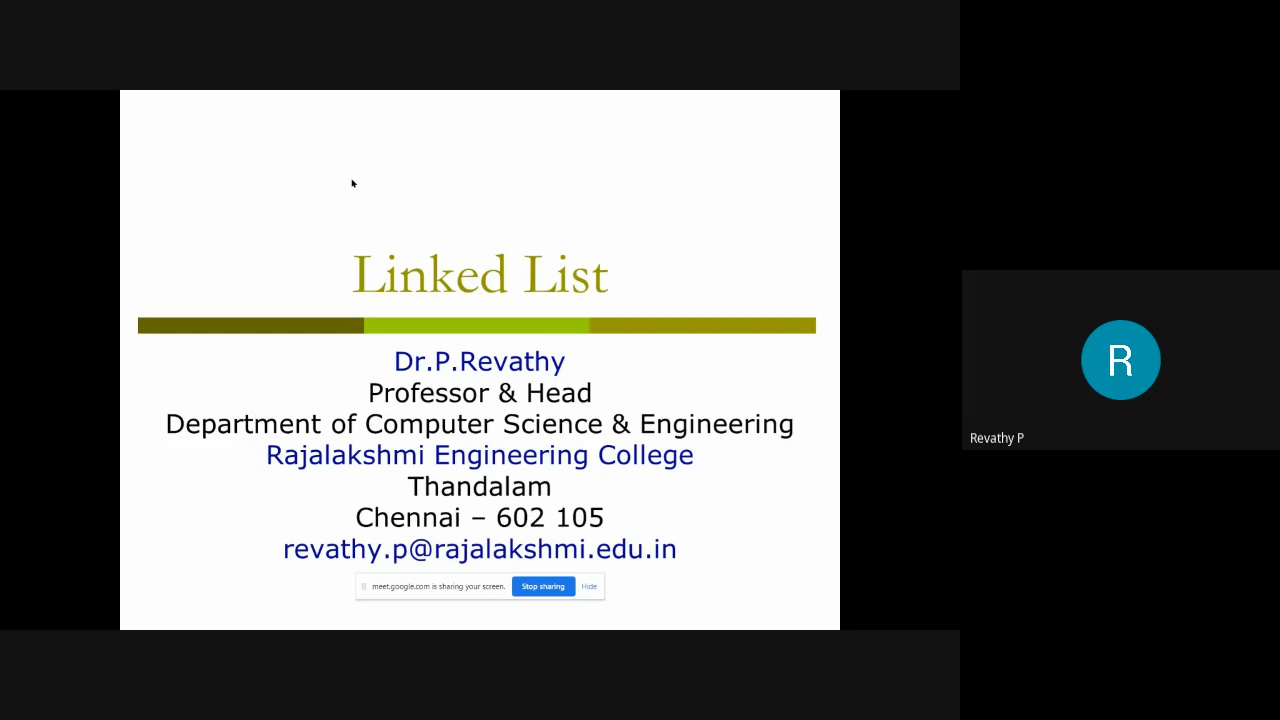 Linked List
Dr.P.Revathy
Professor & Head
Department of Computer Science & Engineering
Rajalakshmi Engineering College
Thandalam
Chennai – 602 105
revathy.p@rajalakshmi.edu.in
meet.google.com is sharing your screen. Stop sharing Hide
R
Revathy P